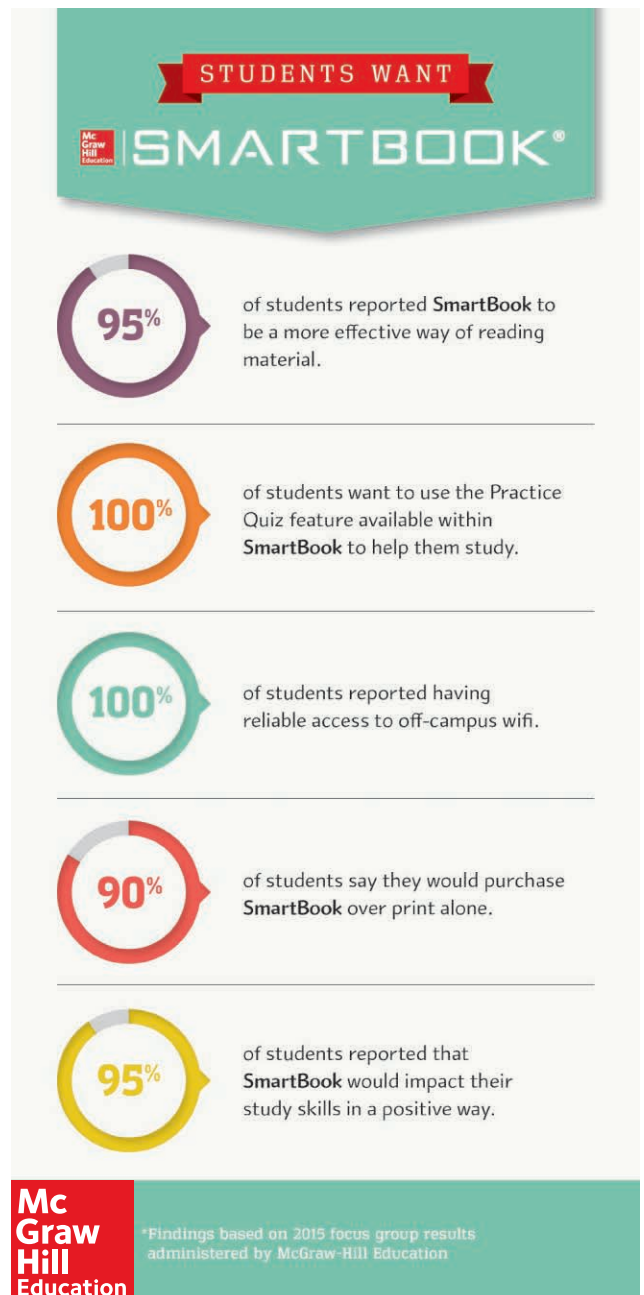 STUDENTS WANT
Mc
Graw
Hill
Education
SMARTBOOK®
95%
of students reported SmartBook to
be a more effective way of reading
material.
100%
of students want to use the Practice
Quiz feature available within
SmartBook to help them study.
100%
of students reported having
reliable access to off-campus wifi.
90%
of students say they would purchase
SmartBook over print alone.
95%
of students reported that
SmartBook would impact their
study skills in a positive way.
Mc
Graw
Hill
Education
*Findings based on 2015 focus group results
administered by McGraw-Hill Education